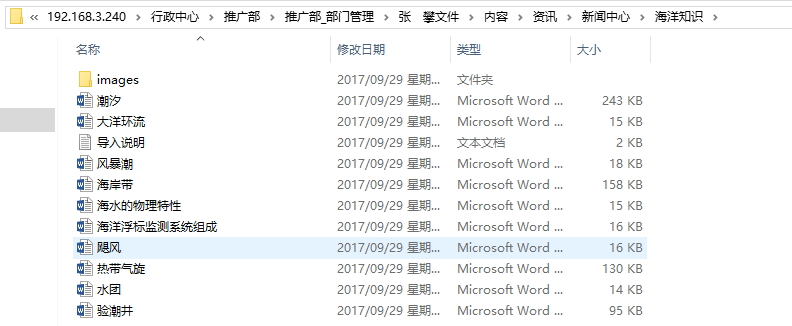 « 192.168.3.240 › 行政中心 › 推广部 › 推广部_部门管理 › 张 攀文件 › 内容 › 资讯 › 新闻中心 › 海洋知识 ›
名称 修改日期 类型 大小
images 2017/09/29 星期... 文件夹
潮汐 2017/09/29 星期... Microsoft Word ... 243 KB
大洋环流 2017/09/29 星期... Microsoft Word ... 15 KB
导入说明 2017/09/29 星期... 文本文档 2 KB
风暴潮 2017/09/29 星期... Microsoft Word ... 18 KB
海岸带 2017/09/29 星期... Microsoft Word ... 158 KB
海水的物理特性 2017/09/29 星期... Microsoft Word ... 15 KB
海洋浮标监测系统组成 2017/09/29 星期... Microsoft Word ... 16 KB
飓风 2017/09/29 星期... Microsoft Word ... 16 KB
热带气旋 2017/09/29 星期... Microsoft Word ... 130 KB
水团 2017/09/29 星期... Microsoft Word ... 14 KB
验潮井 2017/09/29 星期... Microsoft Word ... 95 KB